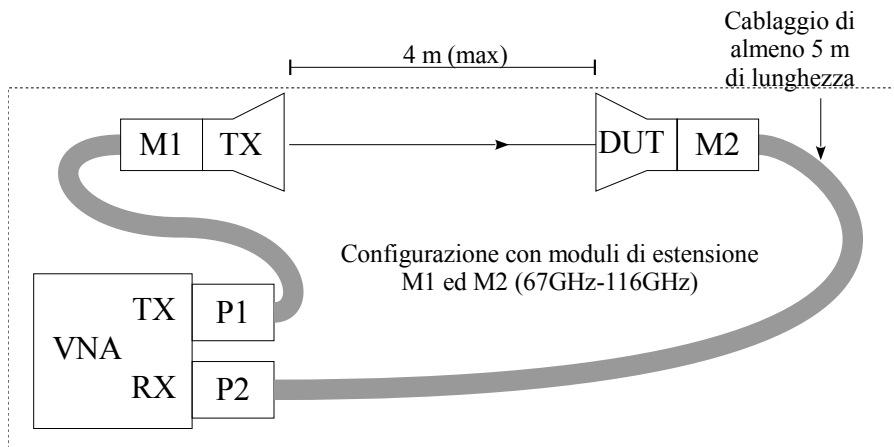 4 m (max)
Cablaggio di
almeno 5 m
di lunghezza
M1
TX
DUT
M2
Configurazione con moduli di estensione
M1 ed M2 (67GHz-116GHz)
TX
P1
VNA
RX
P2